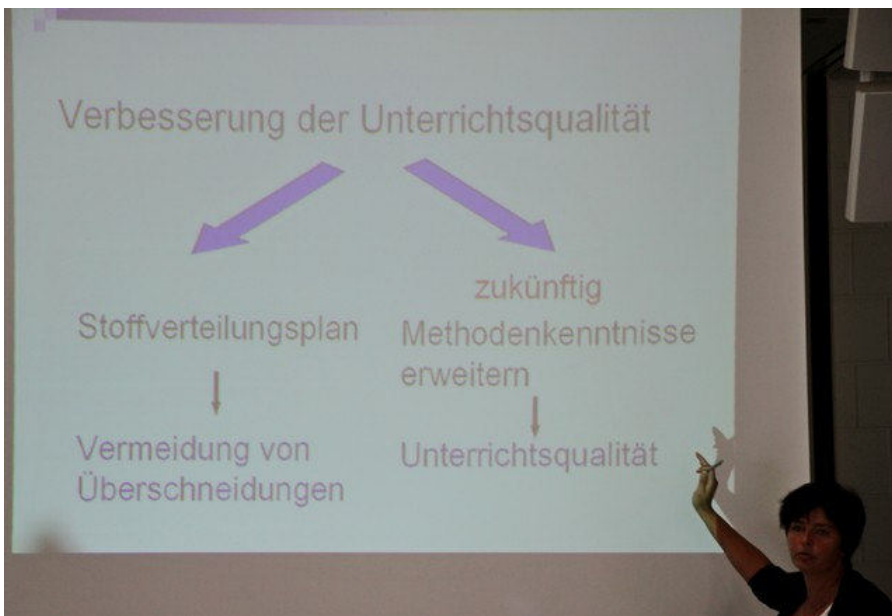 Verbesserung der Unterrichtsqualität
zukünftig
Stoffverteilungsplan
Methodenkenntnisse
erweitern
Vermeidung von
Überschneidungen
Unterrichtsqualität